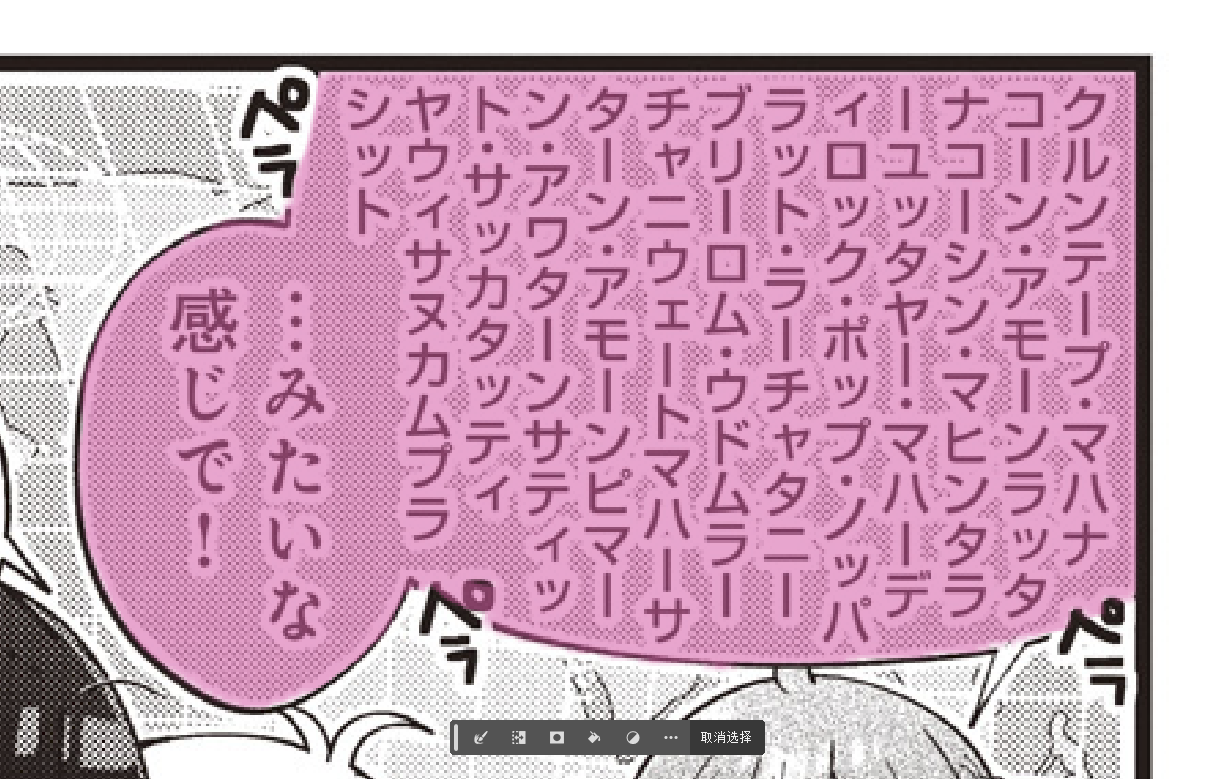 クルンテープ・マハナ
コーン・アモーンラッタ
ナコーシン・マヒンタラ
ーユッタヤー・マハーデ
ィロック・ポップ・ノッパ
ラット・ラーチャタニー
ブリーロム・ウドムラー
チャニウェートマハーサ
ターン・アモーンピマー
ン・アワターンサティッ
ト・サッカタッティ
ヤウィサヌカムプラ
シット
…みたいな
感じで！
ペラ
ペラ
ペラ
取消选择